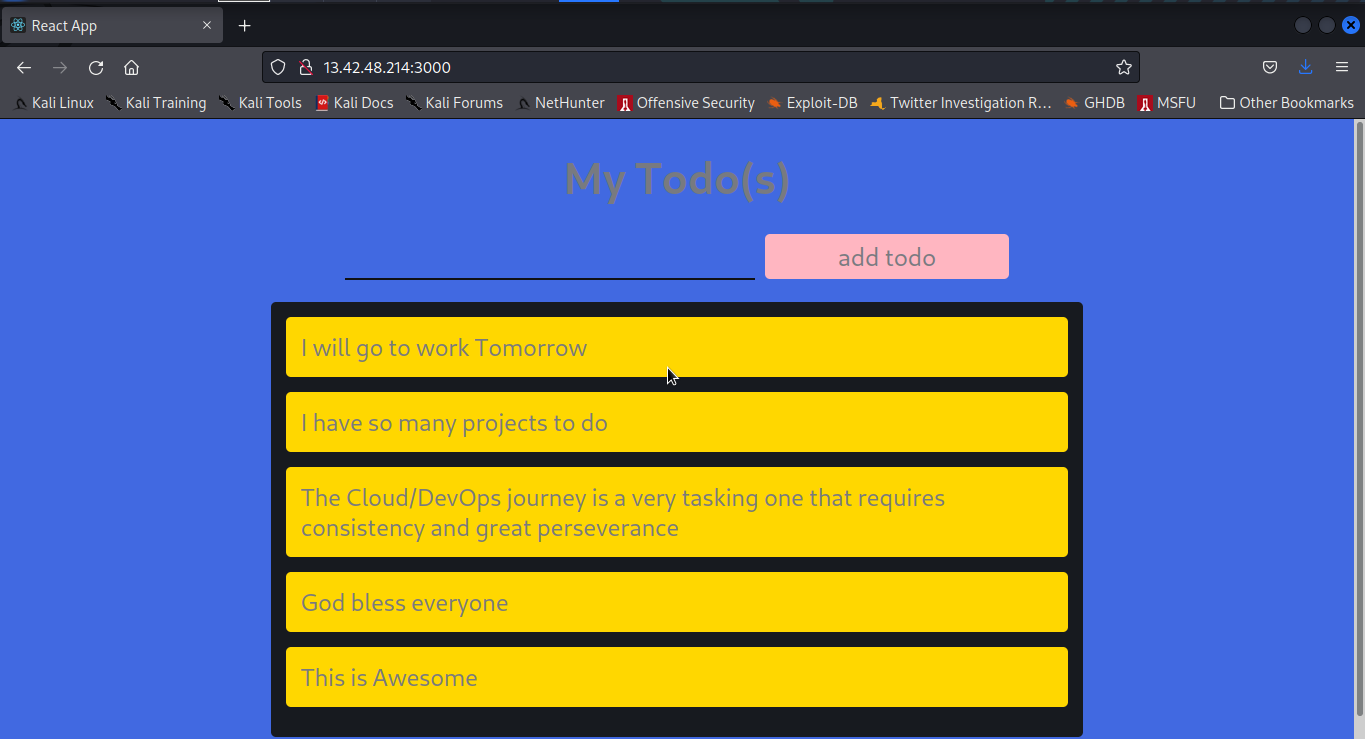 React App
13.42.48.214:3000
Kali Linux Kali Training Kali Tools Kali Docs Kali Forums NetHunter Offensive Security Exploit-DB Twitter Investigation R... GHDB MSFU Other Bookmarks
My Todo(s)
add todo
I will go to work Tomorrow
I have so many projects to do
The Cloud/DevOps journey is a very tasking one that requires
consistency and great perseverance
God bless everyone
This is Awesome